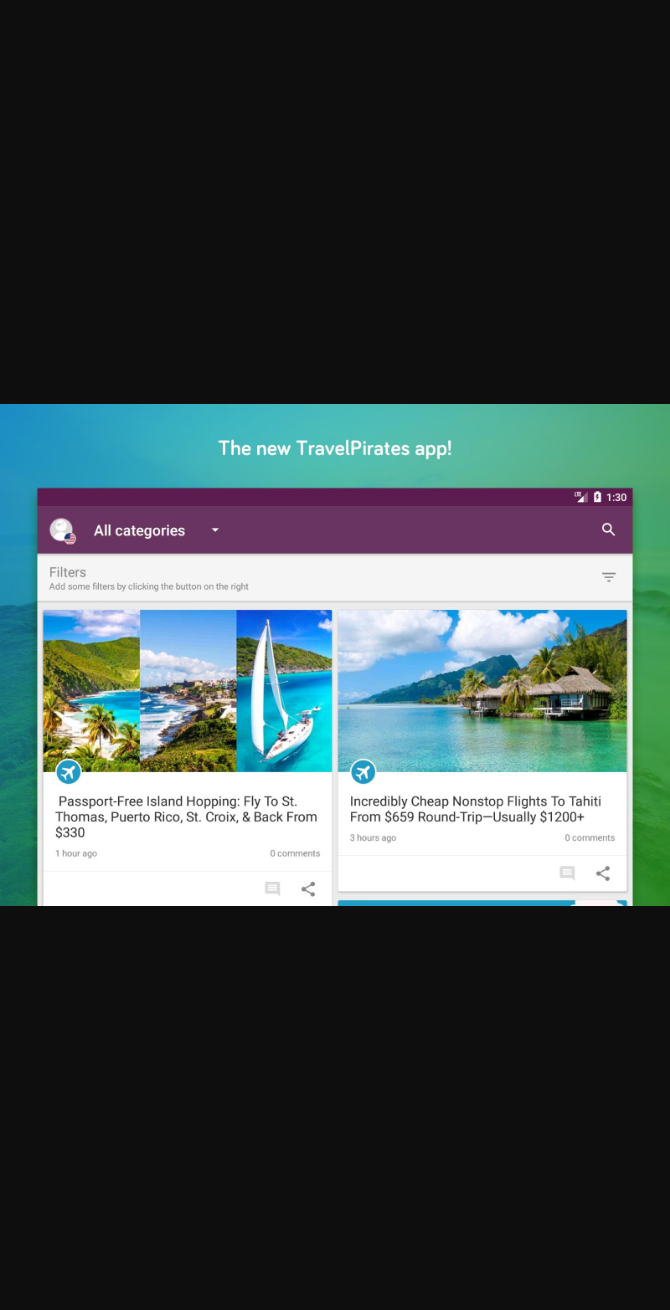 The new TravelPirates app!
1:30
All categories
Filters
Add some filters by clicking the button on the right
Passport-Free Island Hopping: Fly To St.
Thomas, Puerto Rico, St. Croix, & Back From
$330
1 hour ago
0 comments
Incredibly Cheap Nonstop Flights To Tahiti
From $659 Round-Trip—Usually $1200+
3 hours ago
0 comments